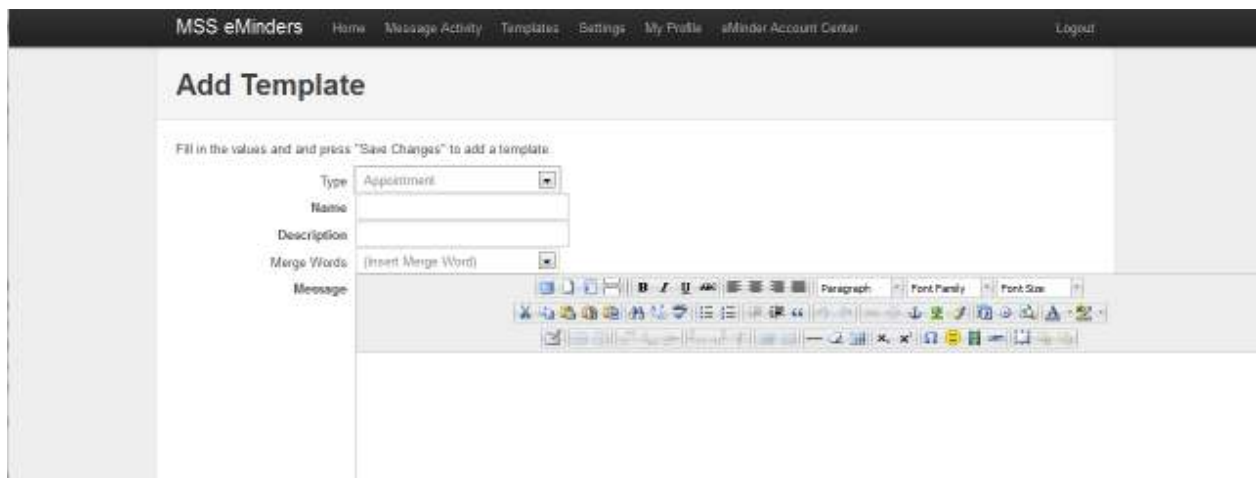 MSS eMinders Home Message Activity Templates Settings My Profile eMinder Account Center Logout
Add Template
Fill in the values and and press "Save Changes" to add a template.
Type Appointment
Name
Description
Merge Words (Insert Merge Word)
Message
B I U ABC Paragraph Font Family Font Size
A
x, x' Ω